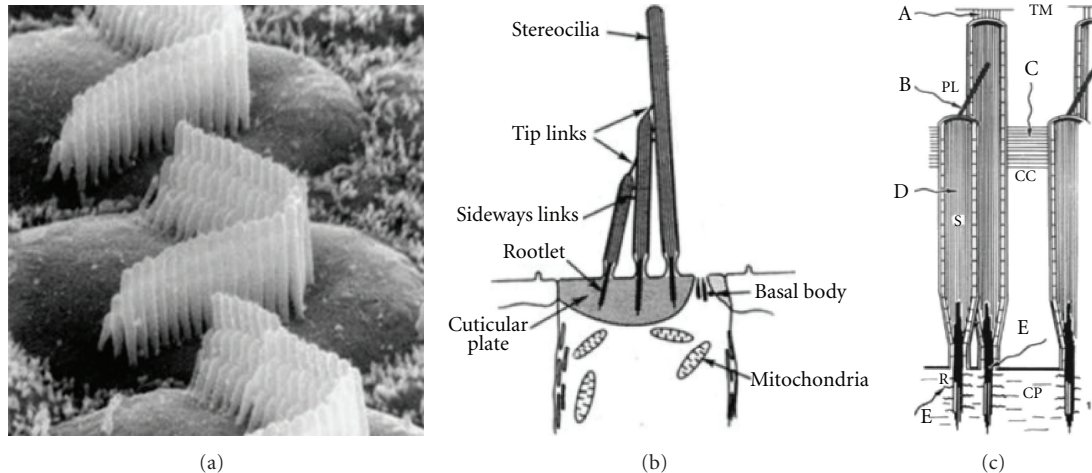 Stereocilia
Tip links
Sideways links
Rootlet
Cuticular
plate
Basal body
Mitochondria
A
TM
B
PL
C
CC
D
S
E
R
CP
E
(a)
(b)
(c)